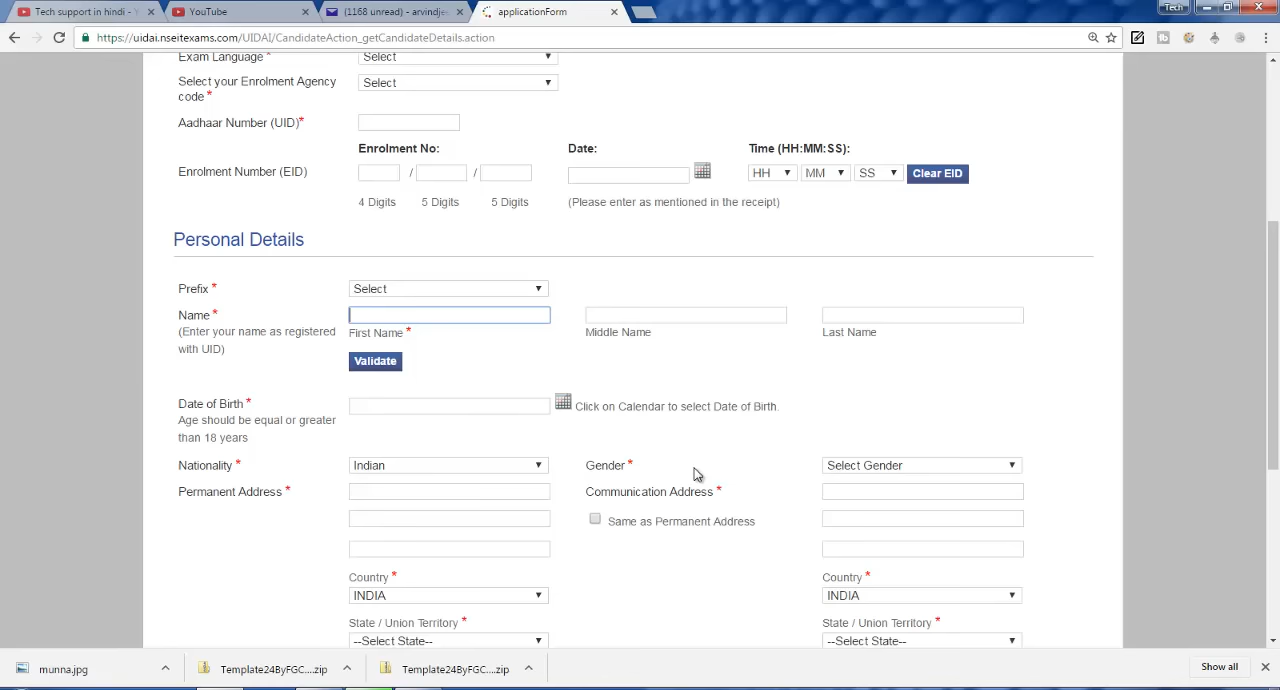 Tech support in hindi - Y
YouTube
(1168 unread) - arvindjee
applicationForm
Tech
https://uidai.nseitexams.com/UIDAI/CandidateAction_getCandidateDetails.action
Exam Language * Select
Select your Enrolment Agency code * Select
Aadhaar Number (UID)*
Enrolment No: Date: Time (HH:MM:SS):
Enrolment Number (EID) / / HH MM SS Clear EID
4 Digits 5 Digits 5 Digits (Please enter as mentioned in the receipt)
Personal Details
Prefix * Select
Name *
(Enter your name as registered with UID)
First Name * Middle Name Last Name
Validate
Date of Birth *
Age should be equal or greater than 18 years
Click on Calendar to select Date of Birth.
Nationality * Indian Gender * Select Gender
Permanent Address * Communication Address *
Same as Permanent Address
Country * Country *
INDIA INDIA
State / Union Territory * State / Union Territory *
--Select State-- --Select State--
munna.jpg Template24ByFGC....zip Template24ByFGC....zip Show all